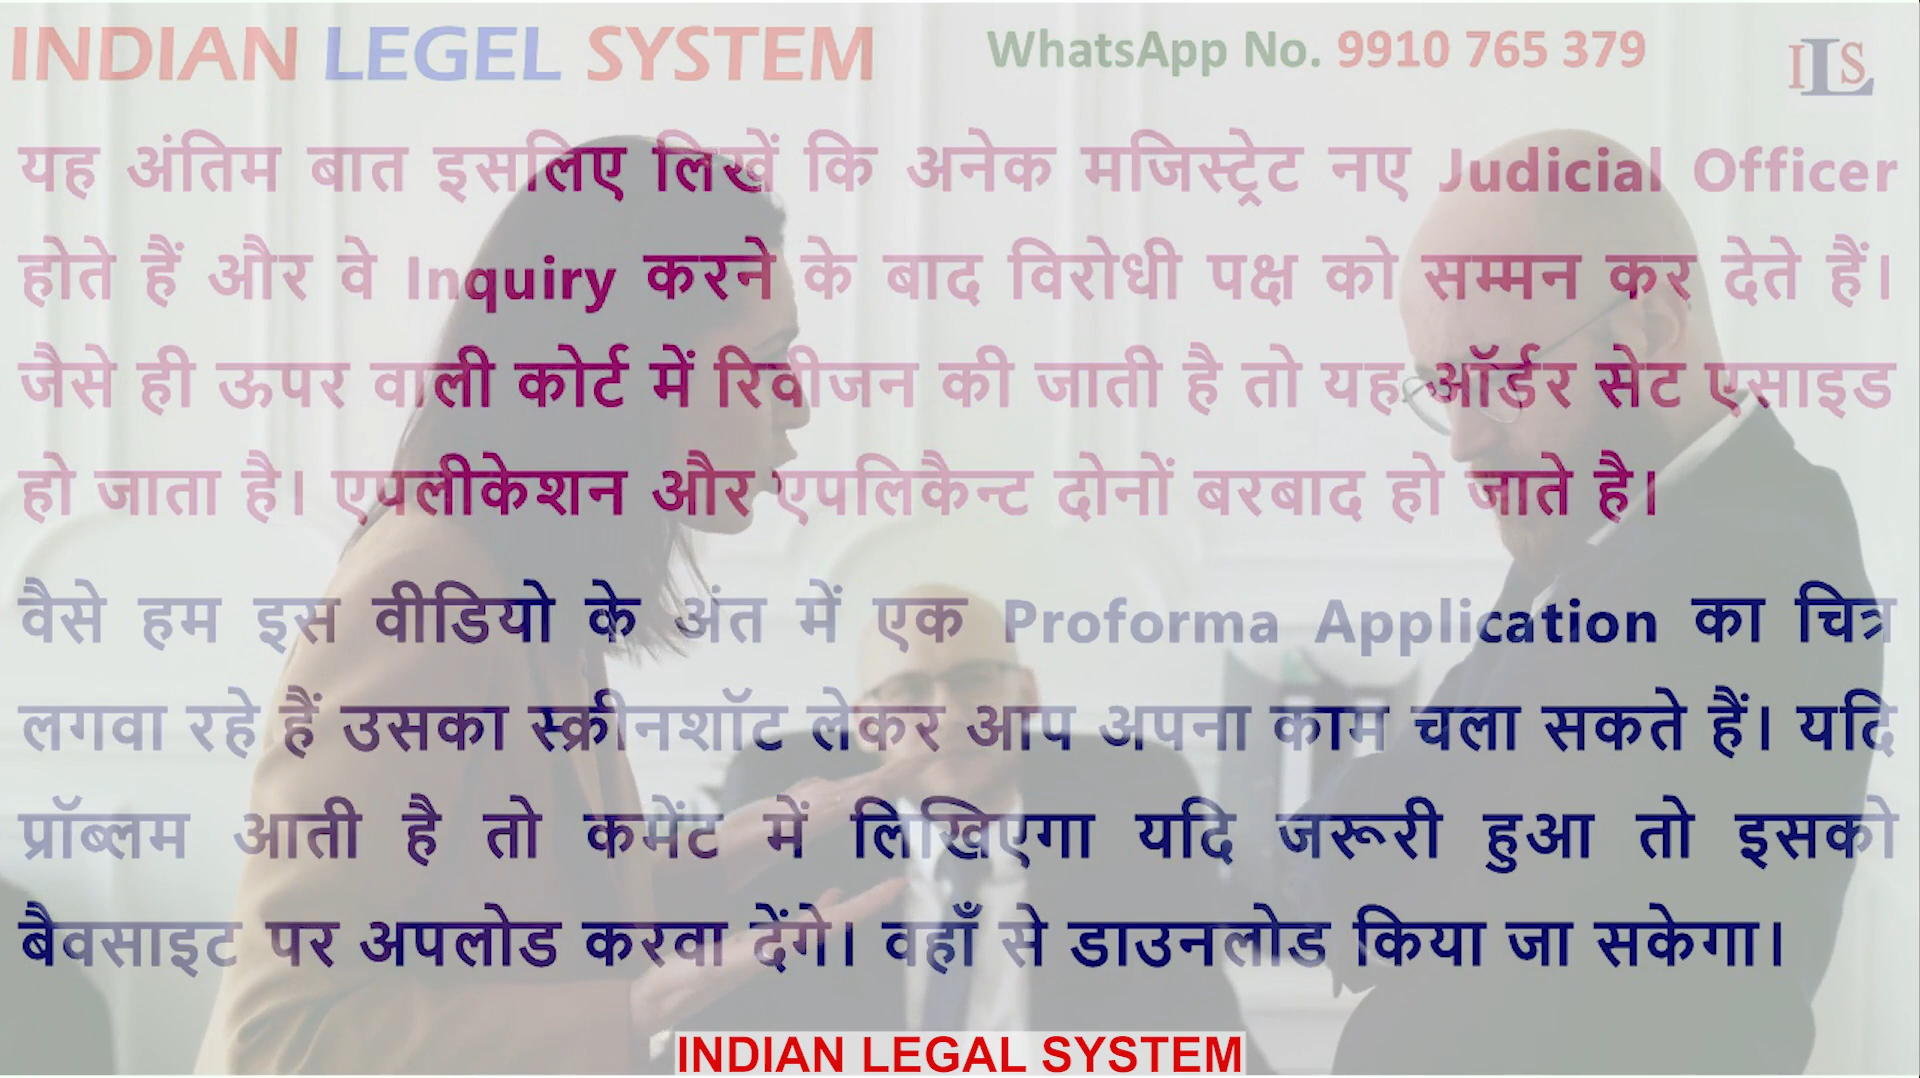 INDIAN LEGEL SYSTEM WhatsApp No. 9910 765 379 ILS
यह अंतिम बात इसलिए लिखें कि अनेक मजिस्ट्रेट नए Judicial Officer
होते हैं और वे Inquiry करने के बाद विरोधी पक्ष को सम्मन कर देते हैं।
जैसे ही ऊपर वाली कोर्ट में रिवीजन की जाती है तो यह ऑर्डर सेट एसाइड
हो जाता है। एपलीकेशन और एपलिकैन्ट दोनों बरबाद हो जाते है।
वैसे हम इस वीडियो के अंत में एक Proforma Application का चित्र
लगवा रहे हैं उसका स्क्रीनशॉट लेकर आप अपना काम चला सकते हैं। यदि
प्रॉब्लम आती है तो कमेंट में लिखिएगा यदि जरूरी हुआ तो इसको
बैवसाइट पर अपलोड करवा देंगे। वहाँ से डाउनलोड किया जा सकेगा।
INDIAN LEGAL SYSTEM